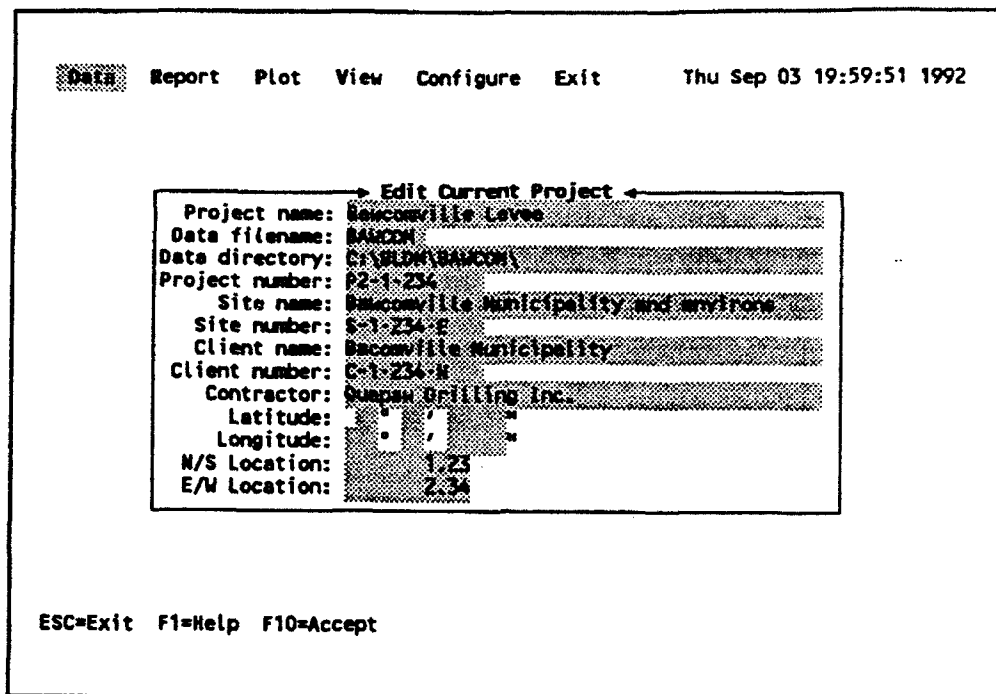 Data Report Plot View Configure Exit Thu Sep 03 19:59:51 1992
Edit Current Project
Project name: Bawcomville Levee
Data filename: BAWCOM
Data directory: C:\BLDM\BAWCOM\
Project number: P2-1-234
Site name: Bawcomville Municipality and environs
Site number: S-1-234-E
Client name: Bacomville Municipality
Client number: C-1-234-W
Contractor: Quapaw Drilling Inc.
Latitude: ° ' "
Longitude: ° ' "
N/S Location: 1.23
E/W Location: 2.34
ESC=Exit F1=Help F10=Accept